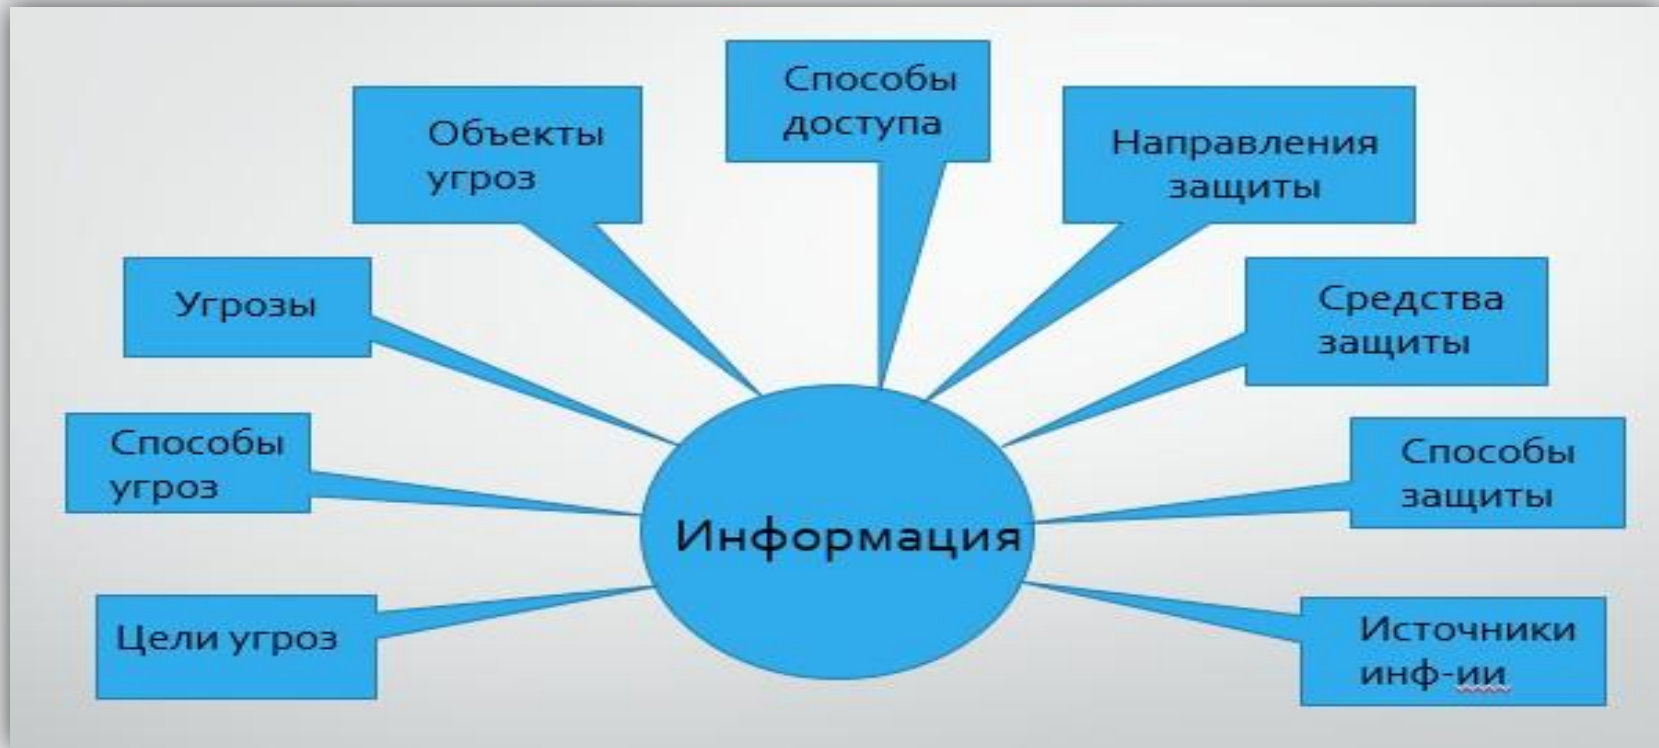 Способы
доступа
Объекты
угроз
Направления
защиты
Угрозы
Средства
защиты
Способы
угроз
Способы
защиты
Информация
Цели угроз
Источники
инф-ии